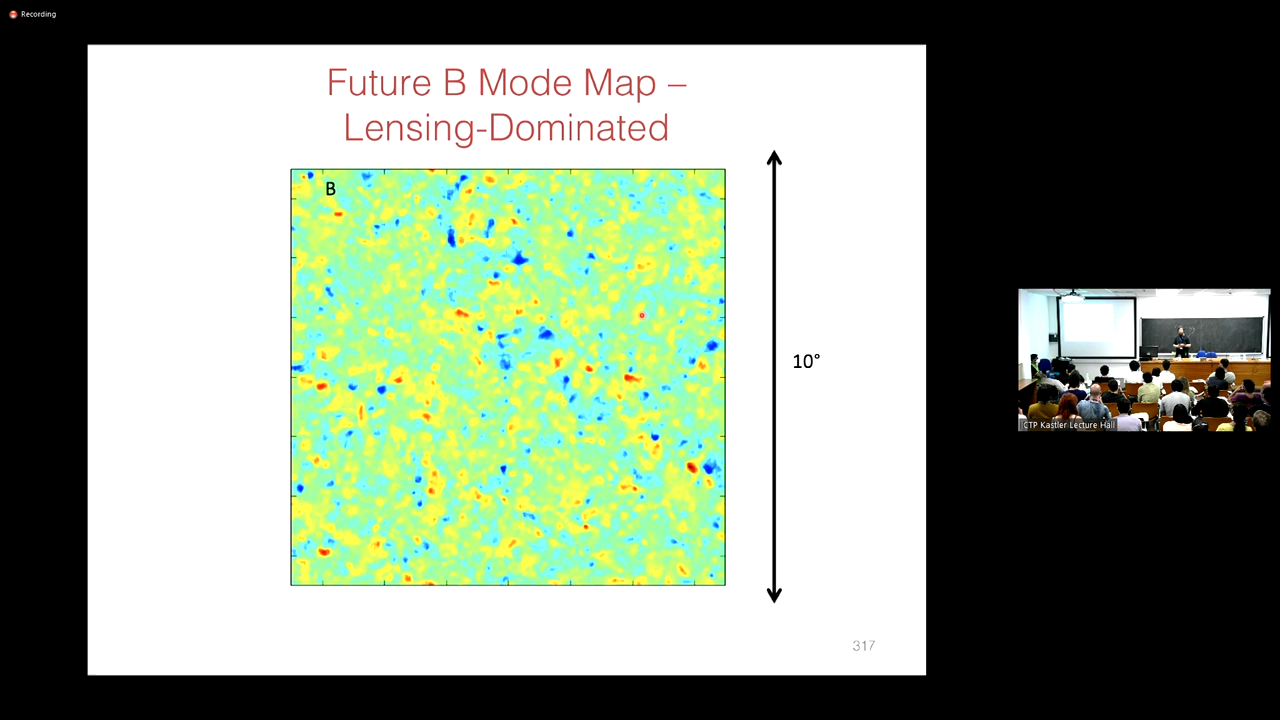 Recording
Future B Mode Map –
Lensing-Dominated
B
10°
CTP Kastler Lecture Hall
317